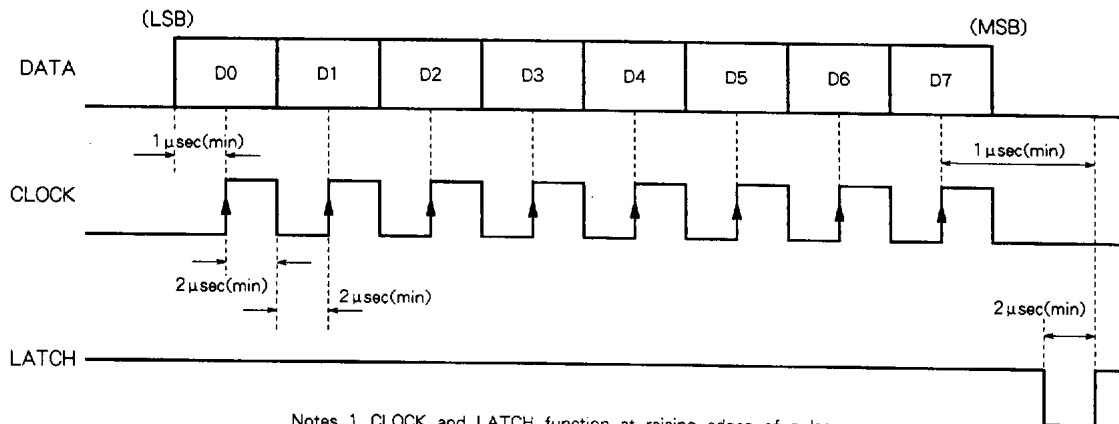 (LSB) (MSB)
DATA D0 D1 D2 D3 D4 D5 D6 D7
1 μsec(min) 1 μsec(min)
CLOCK
2 μsec(min) 2 μsec(min)
2 μsec(min)
LATCH
Notes 1. CLOCK and LATCH function at raising edges of